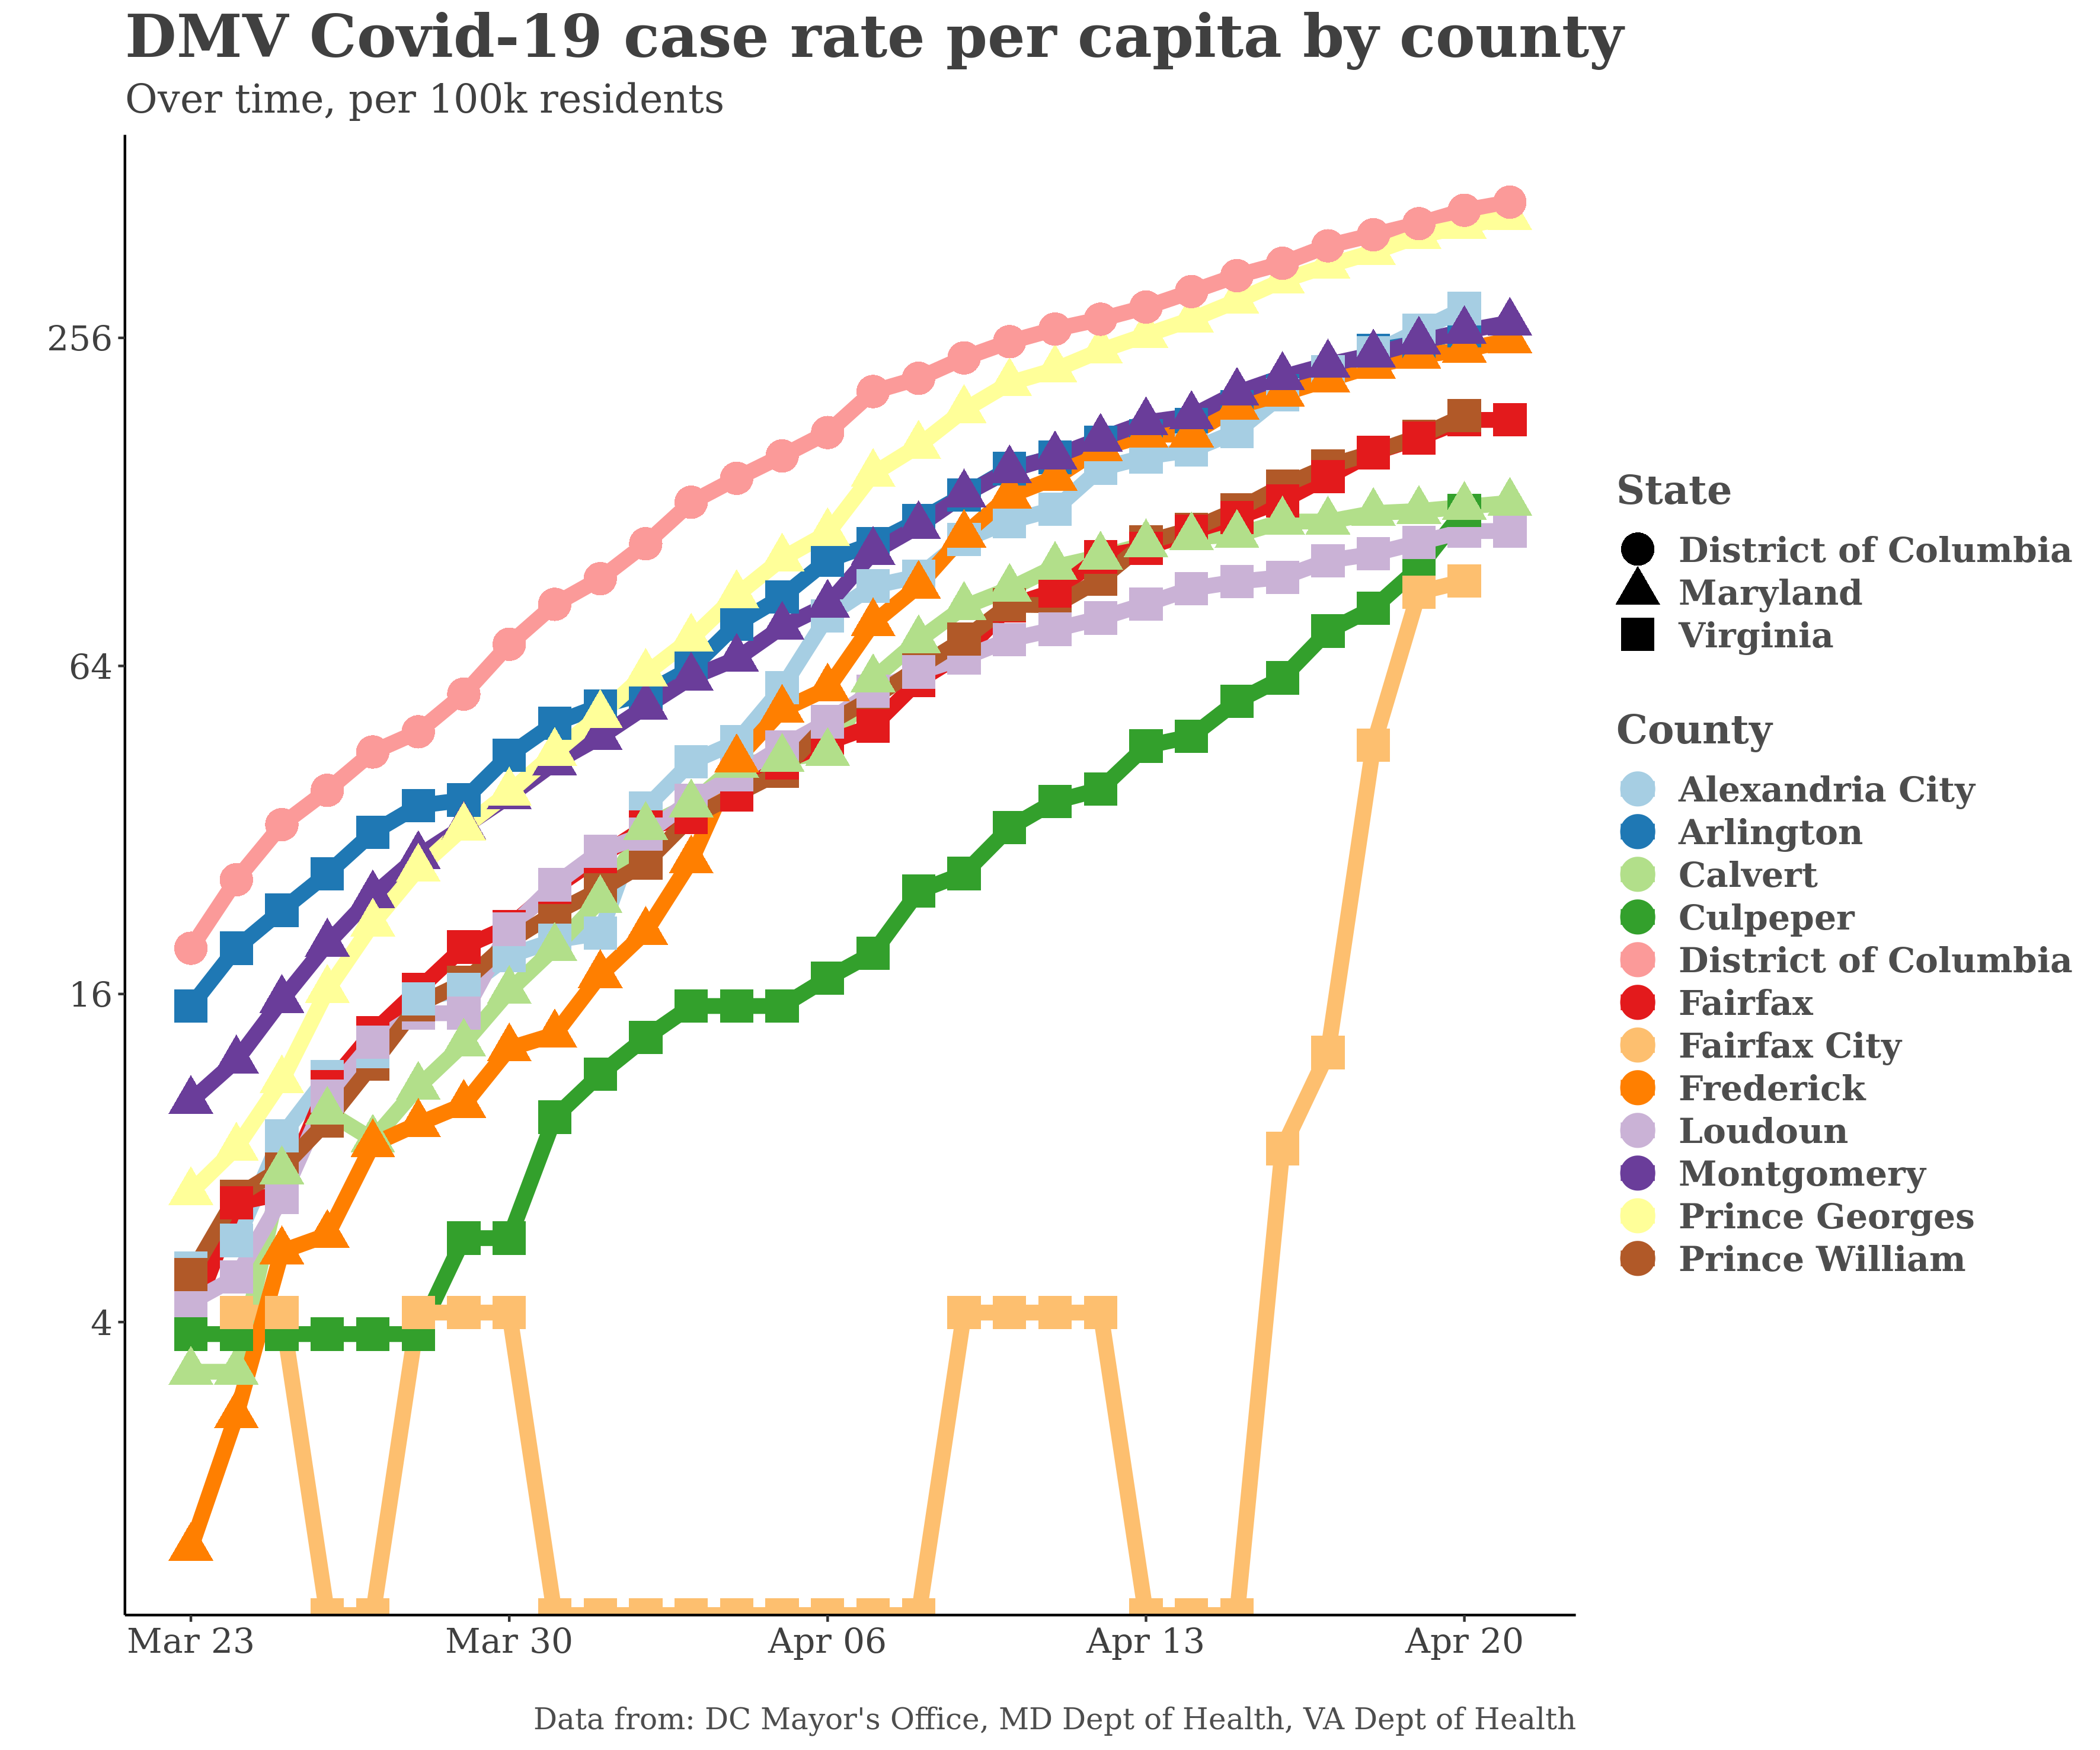 DMV Covid-19 case rate per capita by county
Over time, per 100k residents
256
64
16
4
Mar 23
Mar 30
Apr 06
Apr 13
Apr 20
State
District of Columbia
Maryland
Virginia
County
Alexandria City
Arlington
Calvert
Culpeper
District of Columbia
Fairfax
Fairfax City
Frederick
Loudoun
Montgomery
Prince Georges
Prince William
Data from: DC Mayor's Office, MD Dept of Health, VA Dept of Health